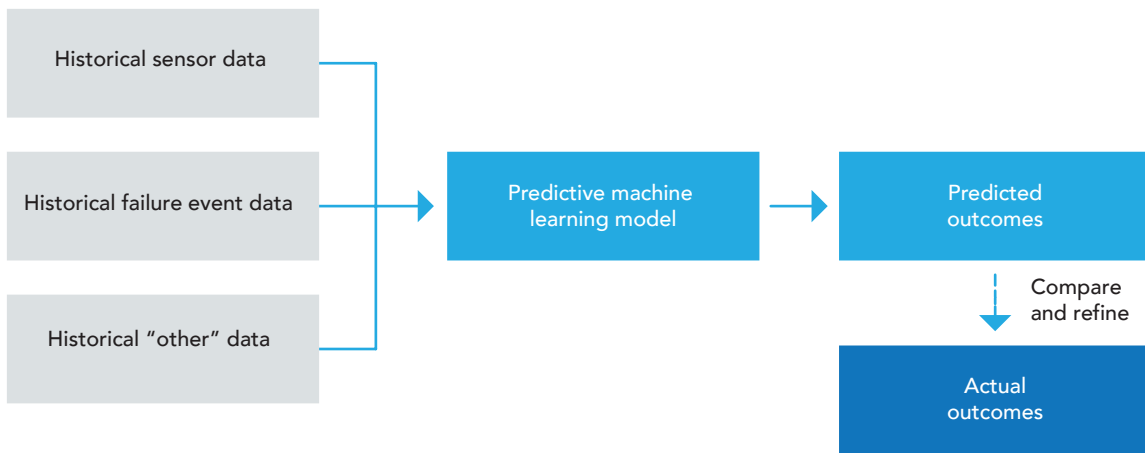 Historical sensor data
Historical failure event data
Historical “other” data
Predictive machine
learning model
Predicted
outcomes
Compare
and refine
Actual
outcomes